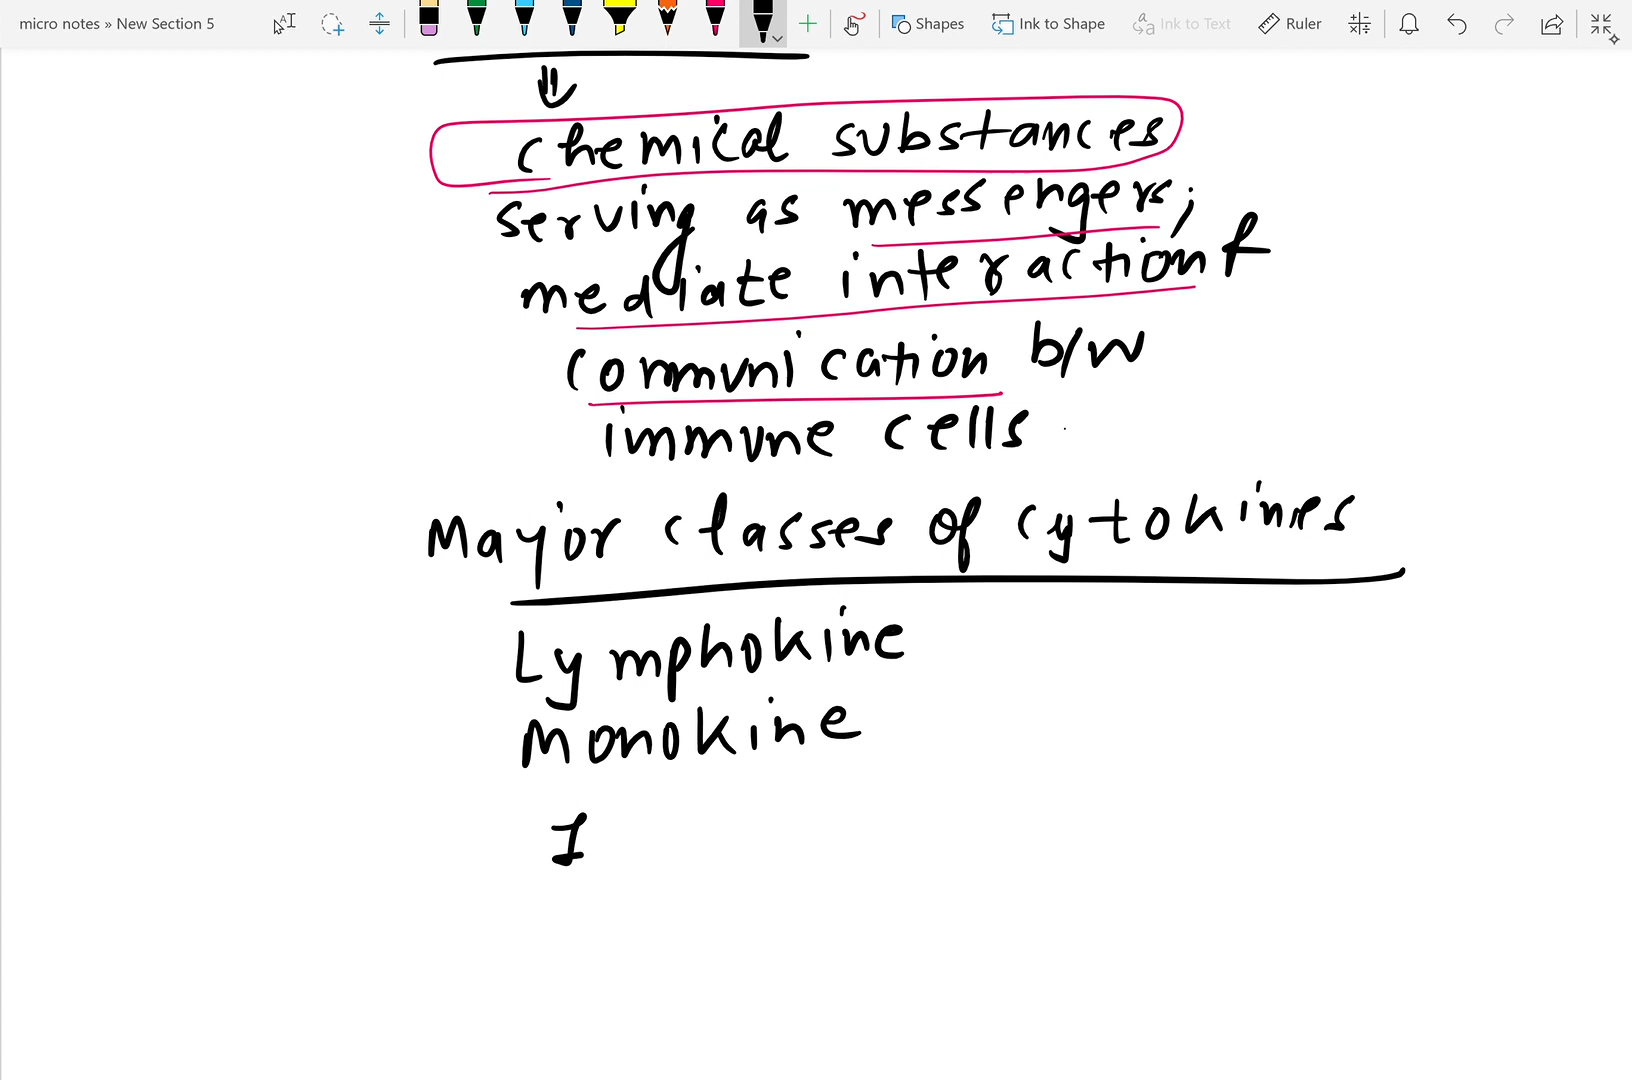 micro notes » New Section 5
Shapes
Ink to Shape
Ink to Text
Ruler
chemical substances
serving as messengers;
mediate interaction &
communication b/w
immune cells
Major classes of cytokines
Lymphokine
Monokine
I